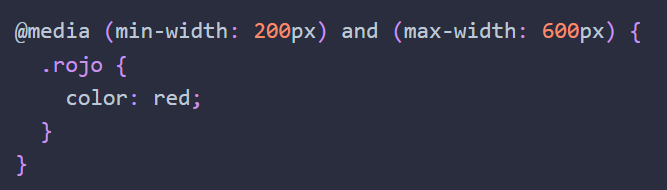 @media (min-width: 200px) and (max-width: 600px) {
  .rojo {
    color: red;
  }
}